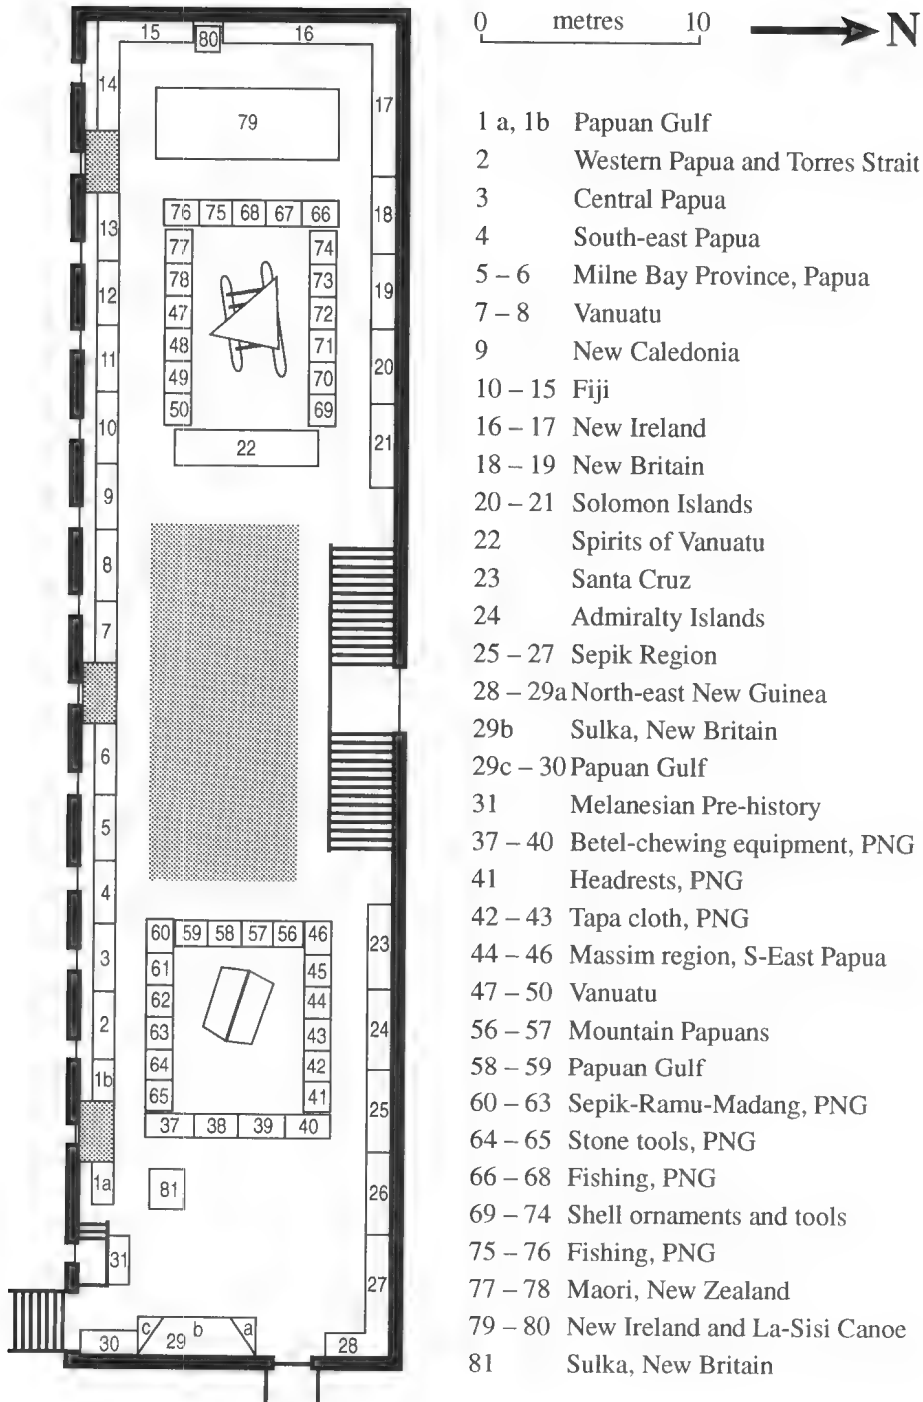 0 metres 10
N
15 80 16
14
17
79
76 75 68 67 66
18
13
77 74
78 73
19
12
47 72
11
48 71
20
49 70
10
50 69
21
22
9
8
7
6
5
4
60 59 58 57 56 46
23
3
61 45
62 44
2
63 43
24
64 42
1b
65 41
25
37 38 39 40
1a
81
26
31
27
c b a
30 29 28
1 a, 1b Papuan Gulf
2 Western Papua and Torres Strait
3 Central Papua
4 South-east Papua
5 – 6 Milne Bay Province, Papua
7 – 8 Vanuatu
9 New Caledonia
10 – 15 Fiji
16 – 17 New Ireland
18 – 19 New Britain
20 – 21 Solomon Islands
22 Spirits of Vanuatu
23 Santa Cruz
24 Admiralty Islands
25 – 27 Sepik Region
28 – 29a North-east New Guinea
29b Sulka, New Britain
29c – 30 Papuan Gulf
31 Melanesian Pre-history
37 – 40 Betel-chewing equipment, PNG
41 Headrests, PNG
42 – 43 Tapa cloth, PNG
44 – 46 Massim region, S-East Papua
47 – 50 Vanuatu
56 – 57 Mountain Papuans
58 – 59 Papuan Gulf
60 – 63 Sepik-Ramu-Madang, PNG
64 – 65 Stone tools, PNG
66 – 68 Fishing, PNG
69 – 74 Shell ornaments and tools
75 – 76 Fishing, PNG
77 – 78 Maori, New Zealand
79 – 80 New Ireland and La-Sisi Canoe
81 Sulka, New Britain